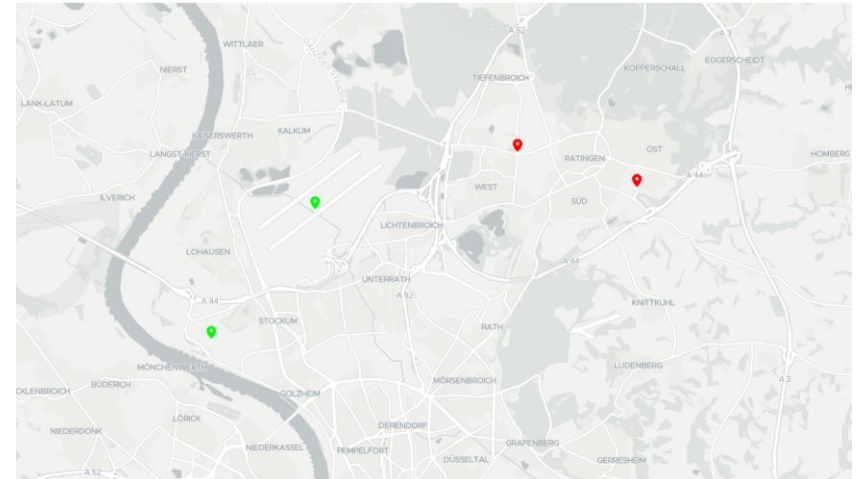 A 52
A 3
WITTLAER
EGGERSCHEIDT
NIERST
KOPPERSCHALL
TIEFENBROICH
LANK-LATUM
KALKUM
KAISERSWERTH
OST
LANGST-KIERST
RATINGEN
HOMBERG
A 44
WEST
ILVERICH
SÜD
LICHTENBROICH
LOHAUSEN
A 44
UNTERRATH
A 44
A 52
KNITTKUHL
STOCKUM
RATH
MÖNCHENWERTH
LUDENBERG
BÜDERICH
MÖRSENBROICH
A 3
CKLENBROICH
GOLZHEIM
LÖRICK
DERENDORF
NIEDERDONK
GRAFENBERG
NIEDERKASSEL
PEMPELFORT
DÜSSELTAL
GERRESHEIM
A 52